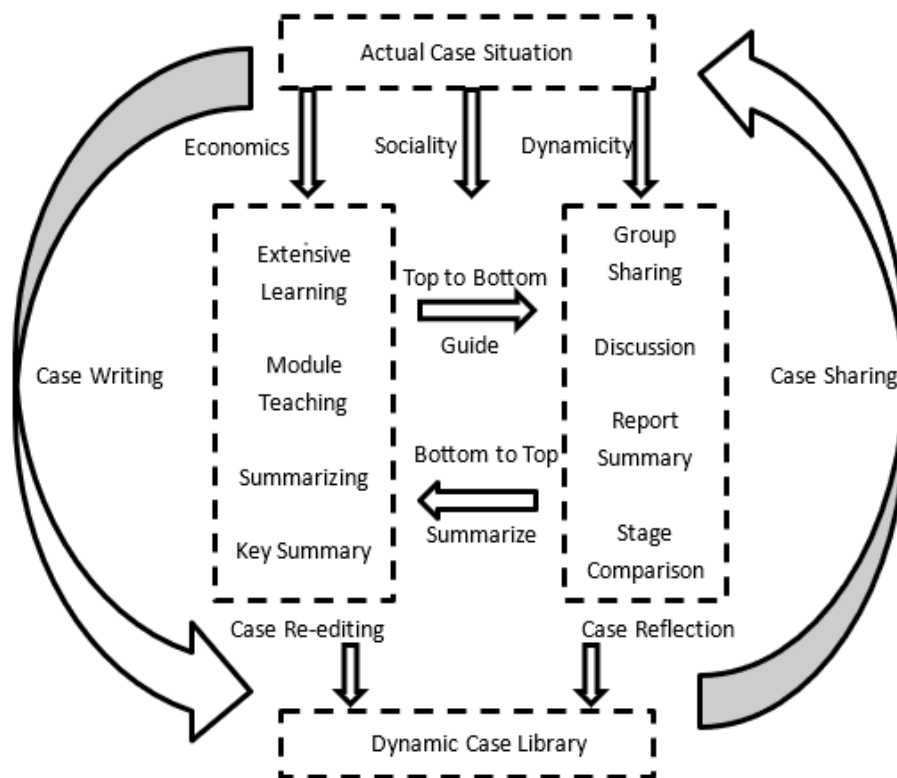 Actual Case Situation
Economics
Sociality
Dynamicity
Extensive
Learning
Module
Teaching
Summarizing
Key Summary
Top to Bottom
Guide
Bottom to Top
Summarize
Group
Sharing
Discussion
Report
Summary
Stage
Comparison
Case Writing
Case Sharing
Case Re-editing
Case Reflection
Dynamic Case Library